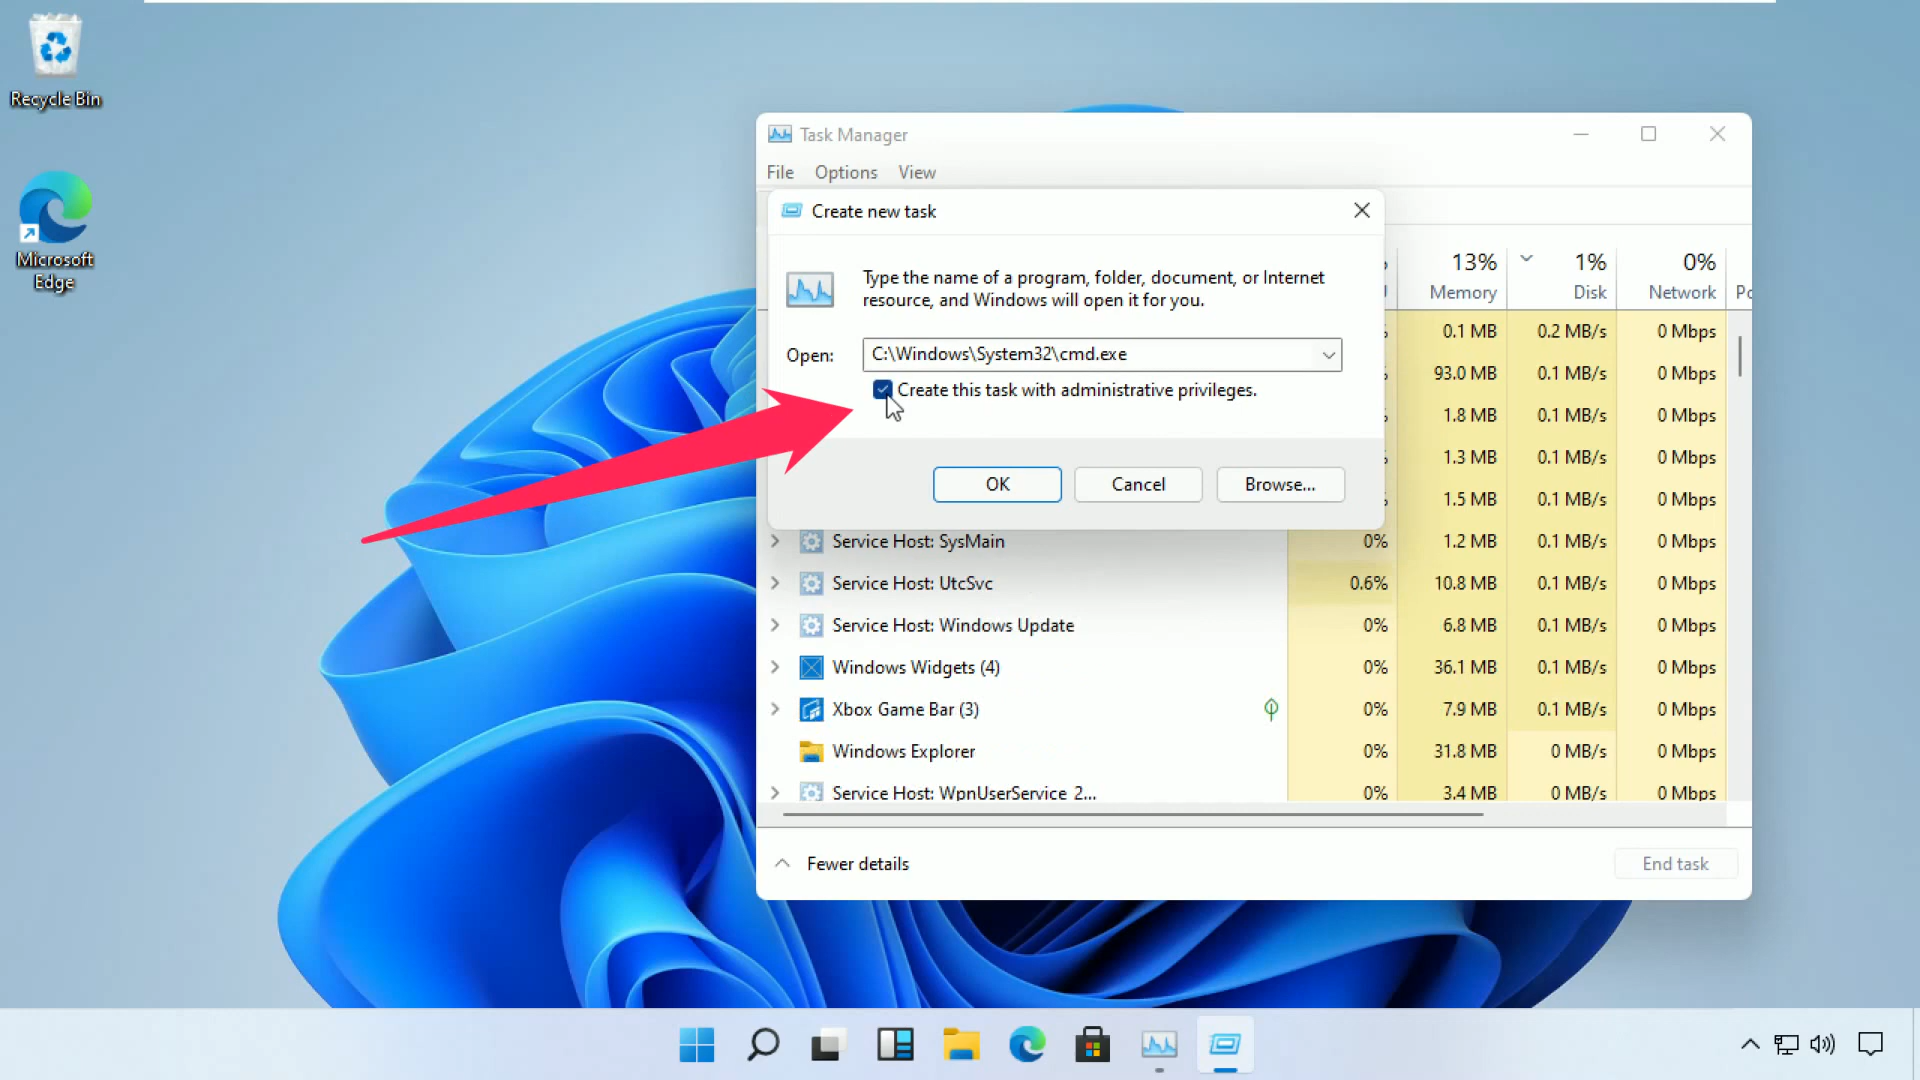 Recycle Bin
Microsoft
Edge
Task Manager
File Options View
Create new task
Type the name of a program, folder, document, or Internet
resource, and Windows will open it for you.
Open: C:\Windows\System32\cmd.exe
Create this task with administrative privileges.
OK Cancel Browse...
13% 1% 0%
Memory Disk Network
0.1 MB 0.2 MB/s 0 Mbps
93.0 MB 0.1 MB/s 0 Mbps
1.8 MB 0.1 MB/s 0 Mbps
1.3 MB 0.1 MB/s 0 Mbps
1.5 MB 0.1 MB/s 0 Mbps
Service Host: SysMain 0% 1.2 MB 0.1 MB/s 0 Mbps
Service Host: UtcSvc 0.6% 10.8 MB 0.1 MB/s 0 Mbps
Service Host: Windows Update 0% 6.8 MB 0.1 MB/s 0 Mbps
Windows Widgets (4) 0% 36.1 MB 0.1 MB/s 0 Mbps
Xbox Game Bar (3) 0% 7.9 MB 0.1 MB/s 0 Mbps
Windows Explorer 0% 31.8 MB 0 MB/s 0 Mbps
Service Host: WpnUserService_2... 0% 3.4 MB 0 MB/s 0 Mbps
Fewer details
End task